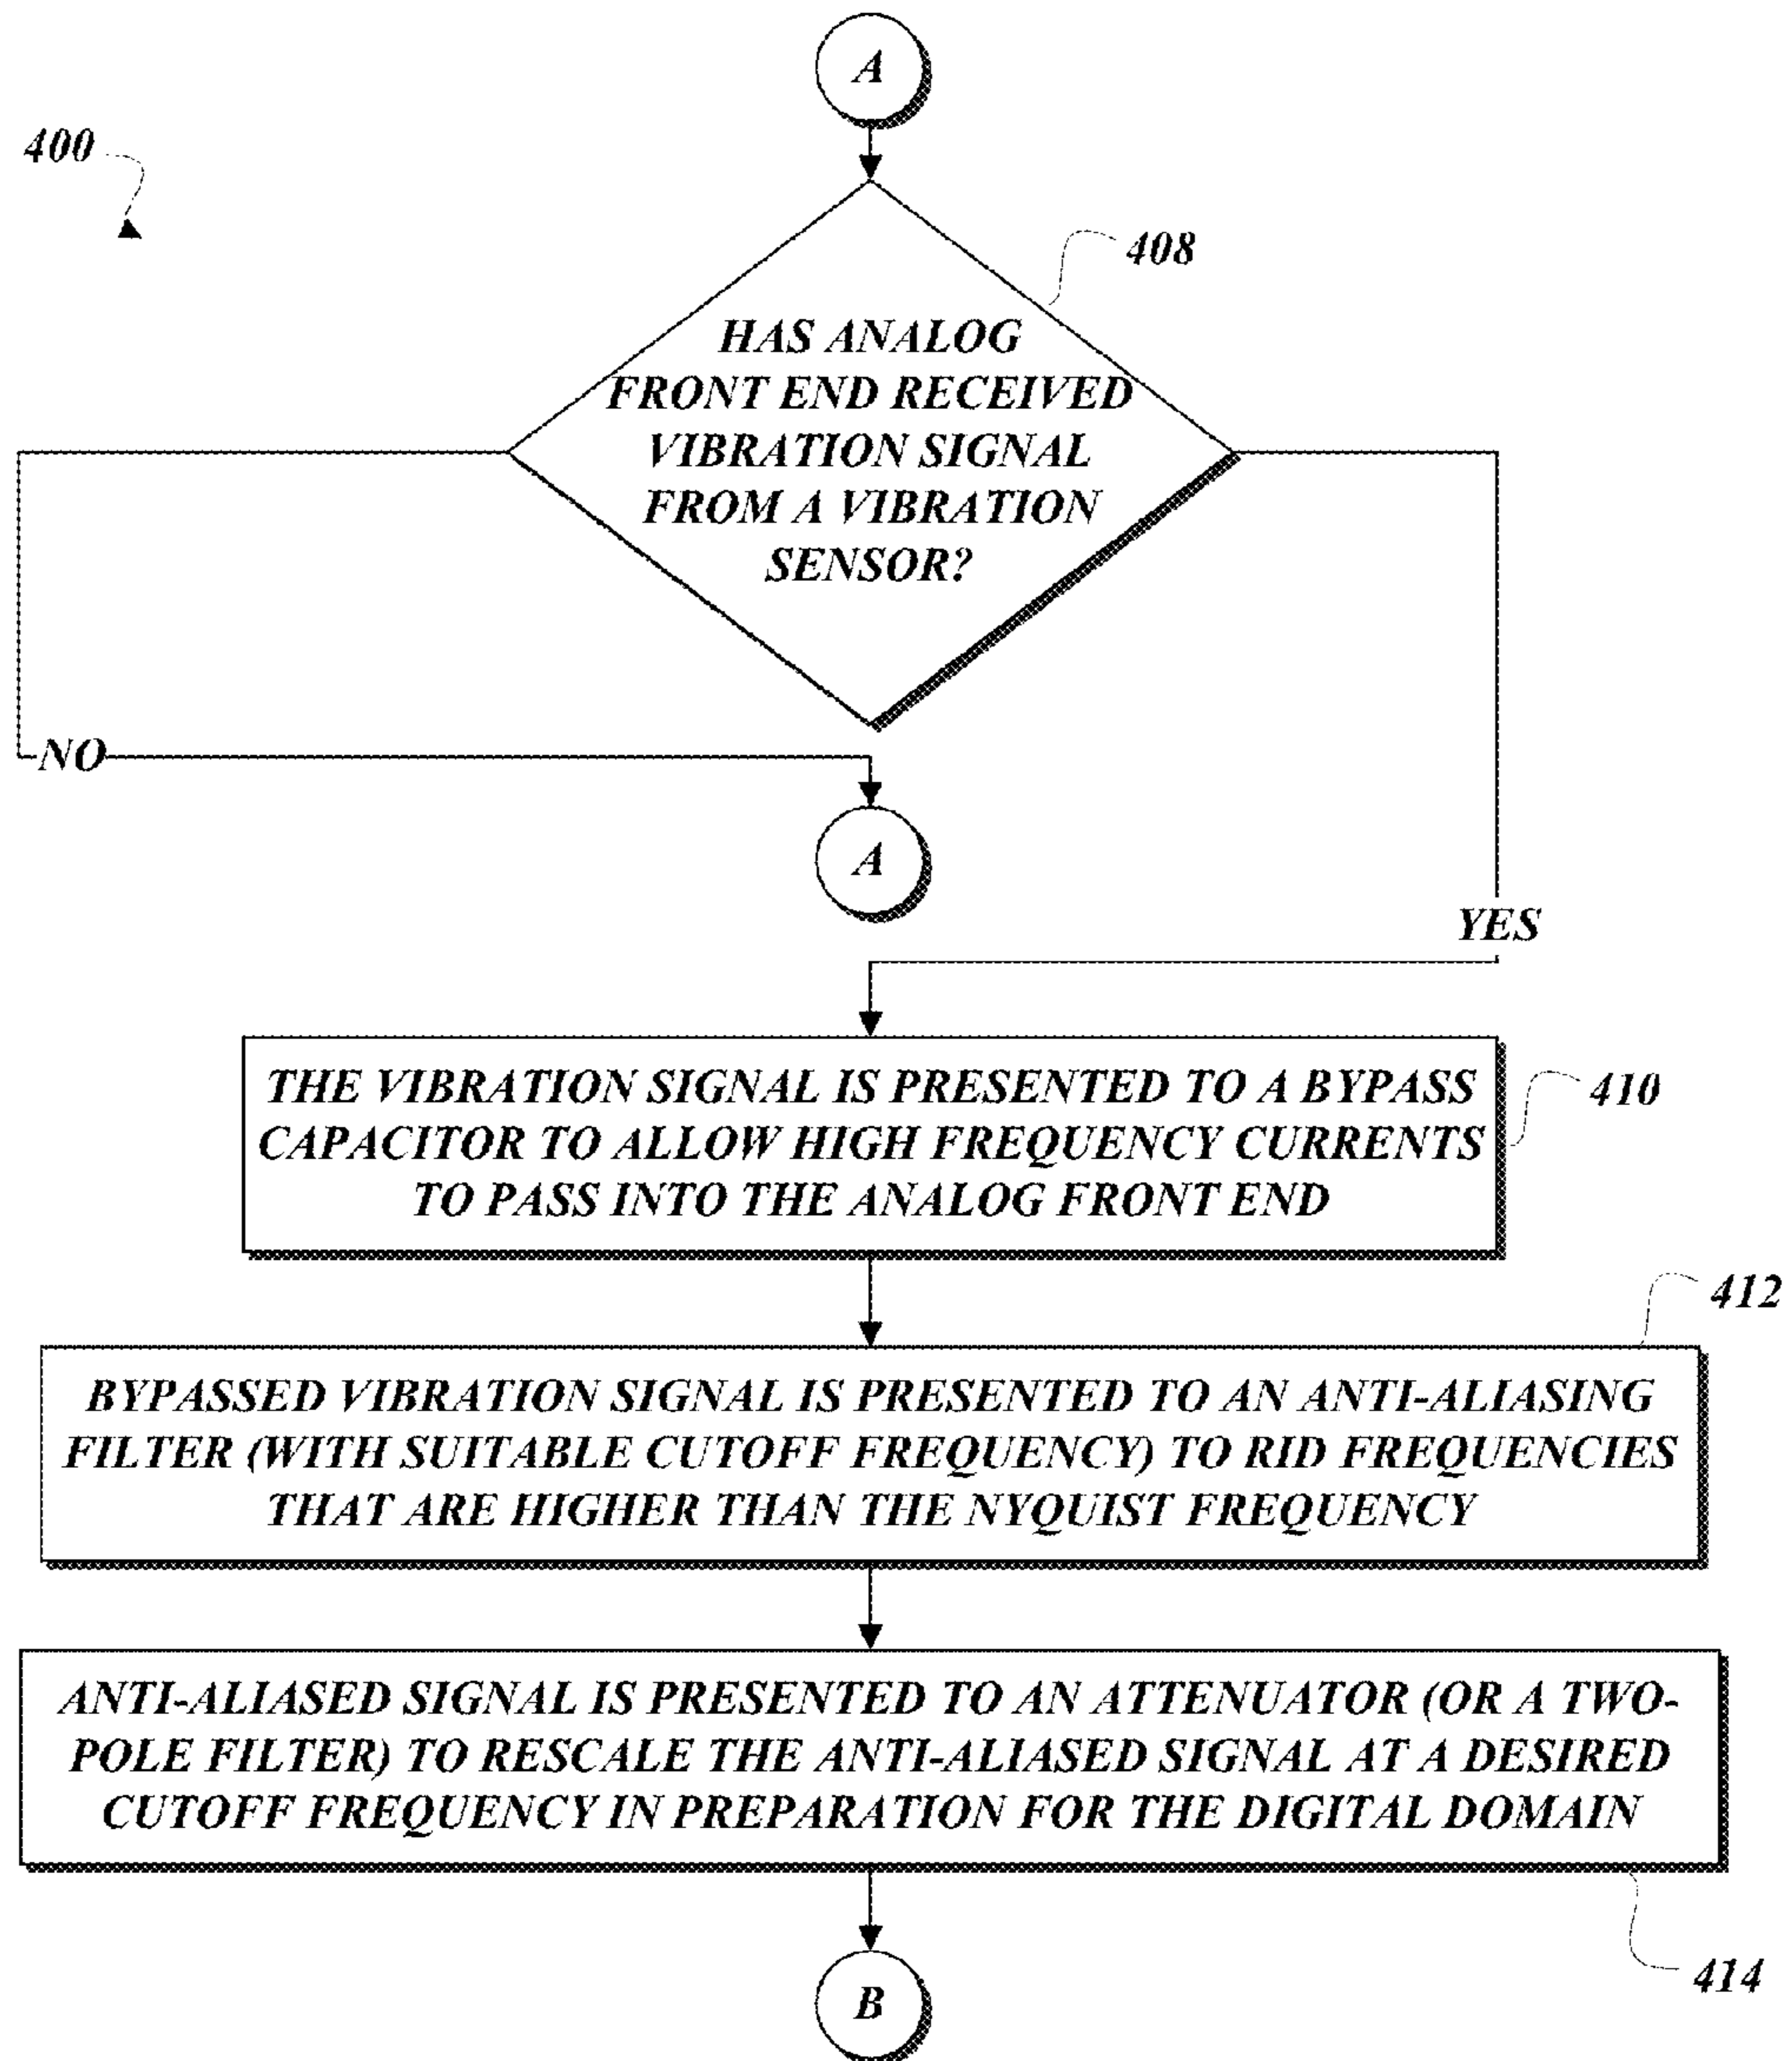 A
400
408
HAS ANALOG
FRONT END RECEIVED
VIBRATION SIGNAL
FROM A VIBRATION
SENSOR?
NO
A
YES
THE VIBRATION SIGNAL IS PRESENTED TO A BYPASS
CAPACITOR TO ALLOW HIGH FREQUENCY CURRENTS
TO PASS INTO THE ANALOG FRONT END
410
412
BYPASSED VIBRATION SIGNAL IS PRESENTED TO AN ANTI-ALIASING
FILTER (WITH SUITABLE CUTOFF FREQUENCY) TO RID FREQUENCIES
THAT ARE HIGHER THAN THE NYQUIST FREQUENCY
ANTI-ALIASED SIGNAL IS PRESENTED TO AN ATTENUATOR (OR A TWO-
POLE FILTER) TO RESCALE THE ANTI-ALIASED SIGNAL AT A DESIRED
CUTOFF FREQUENCY IN PREPARATION FOR THE DIGITAL DOMAIN
414
B